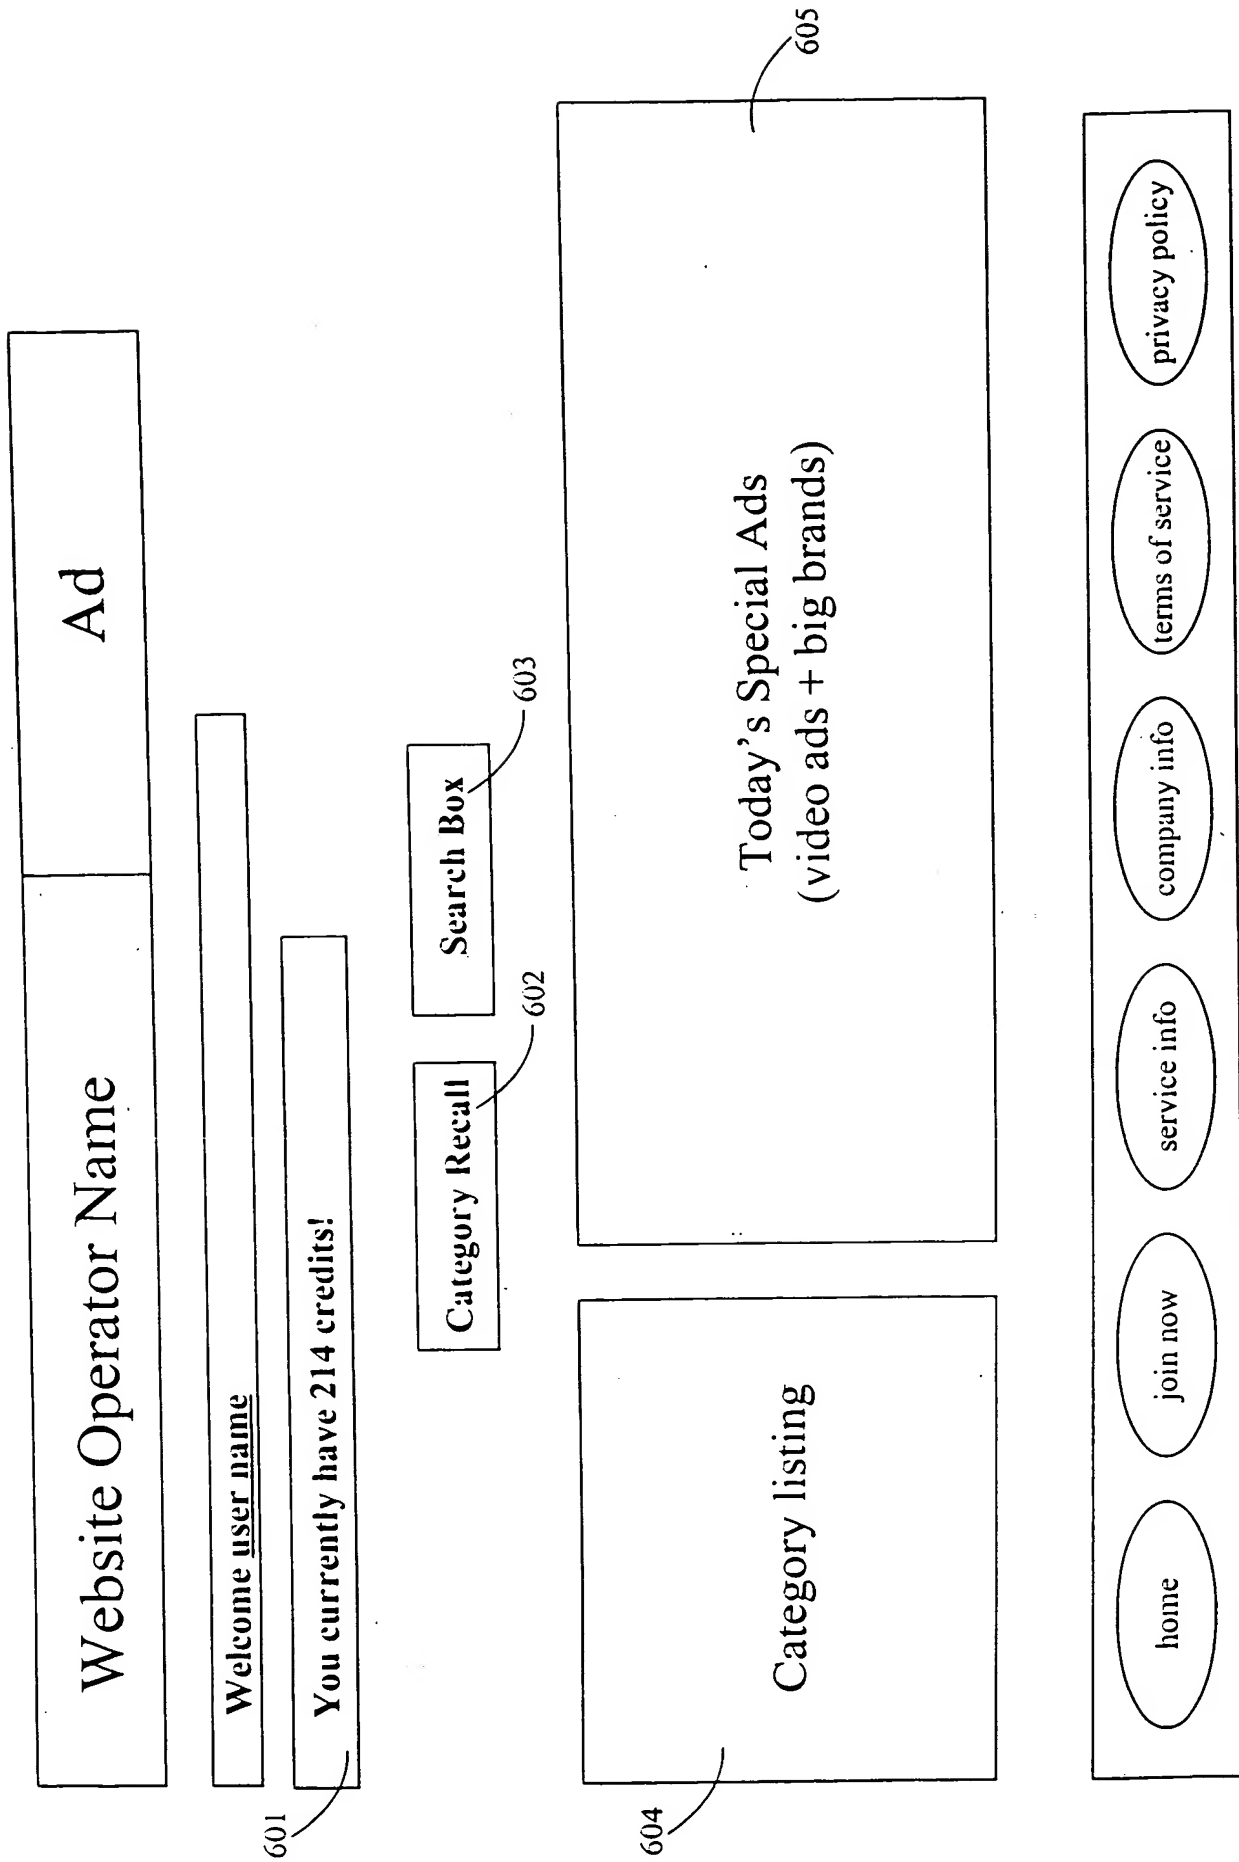 Website Operator Name
Ad
Welcome user name
You currently have 214 credits!
601
Category Recall
602
Search Box
603
Category listing
604
Today's Special Ads
(video ads + big brands)
605
home
join now
service info
company info
terms of service
privacy policy